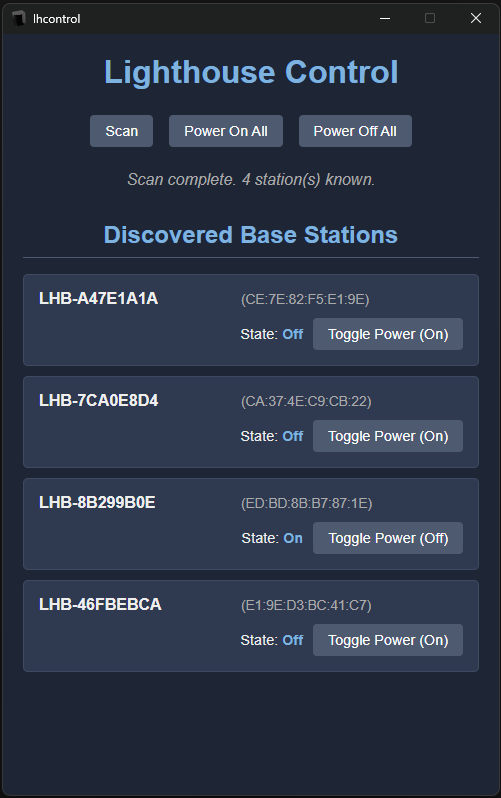 lhcontrol
Lighthouse Control
Scan Power On All Power Off All
Scan complete. 4 station(s) known.
Discovered Base Stations
LHB-A47E1A1A (CE:7E:82:F5:E1:9E)
State: Off Toggle Power (On)
LHB-7CA0E8D4 (CA:37:4E:C9:CB:22)
State: Off Toggle Power (On)
LHB-8B299B0E (ED:BD:8B:B7:87:1E)
State: On Toggle Power (Off)
LHB-46FBEBCA (E1:9E:D3:BC:41:C7)
State: Off Toggle Power (On)